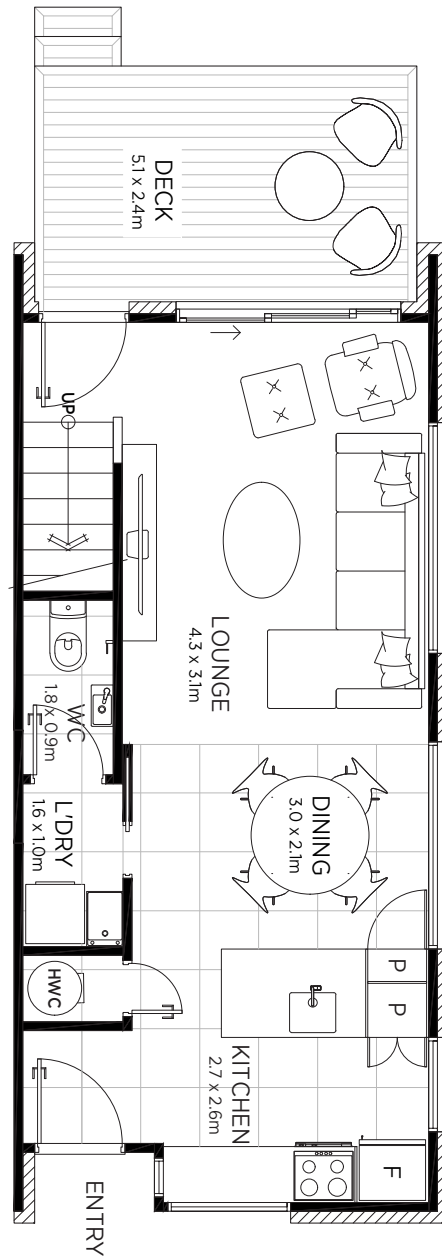 DECK
5.1 x 2.4m
UP
LOUNGE
4.3 x 3.1m
WC
1.8 x 0.9m
DINING
3.0 x 2.1m
L'DRY
1.6 x 1.0m
P
P
HWC
KITCHEN
2.7 x 2.6m
F
ENTRY